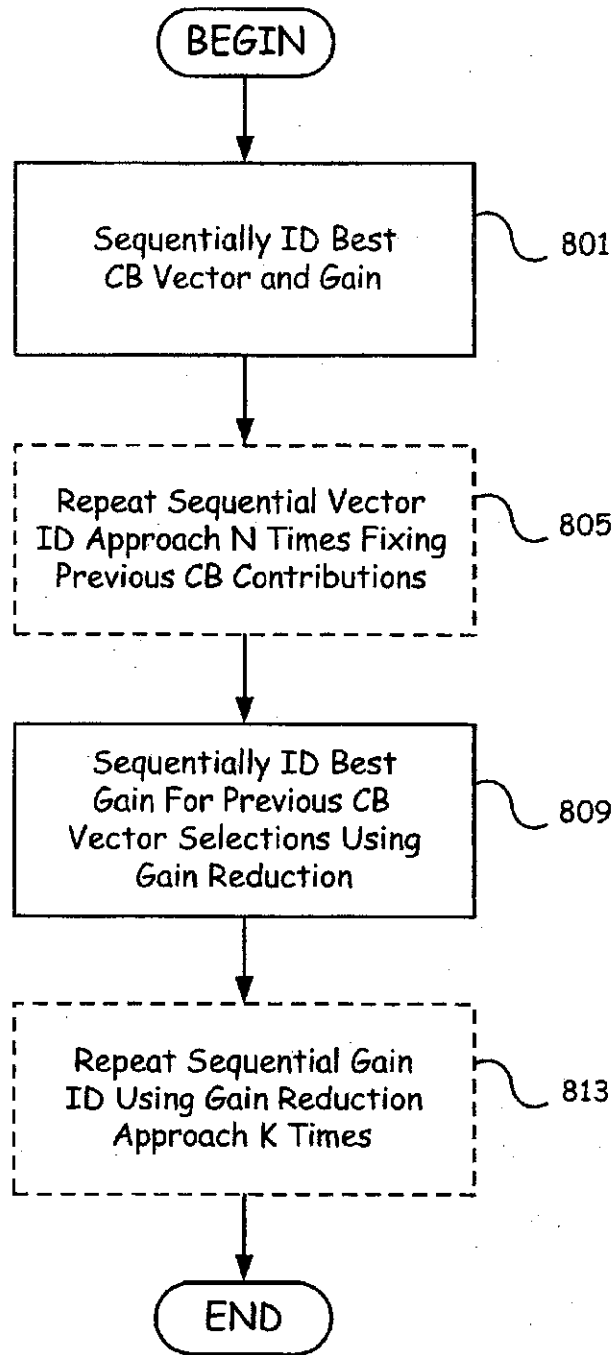 BEGIN
Sequentially ID Best
CB Vector and Gain
801
Repeat Sequential Vector
ID Approach N Times Fixing
Previous CB Contributions
805
Sequentially ID Best
Gain For Previous CB
Vector Selections Using
Gain Reduction
809
Repeat Sequential Gain
ID Using Gain Reduction
Approach K Times
813
END